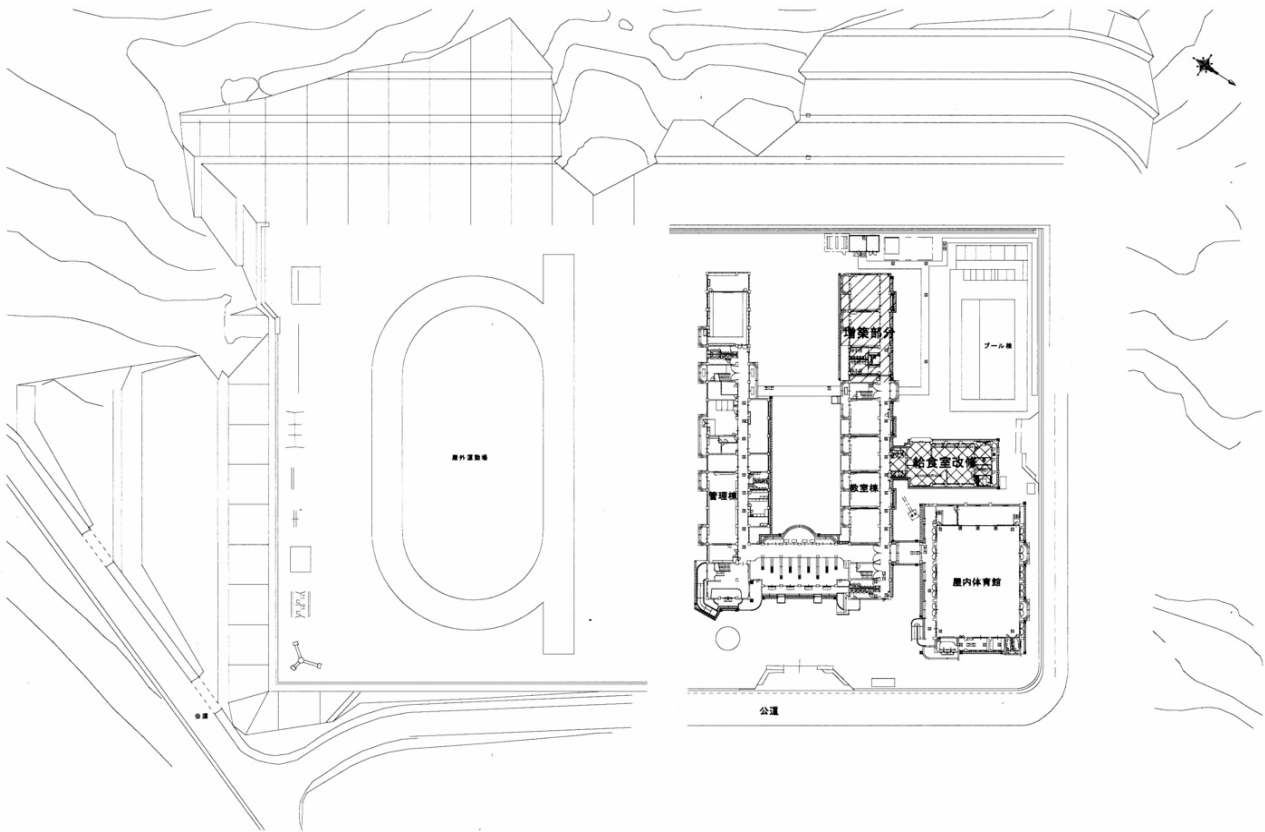 増築部分
プール棟
屋外運動場
給食室改修
管理棟
教室棟
屋内体育館
公道
公道